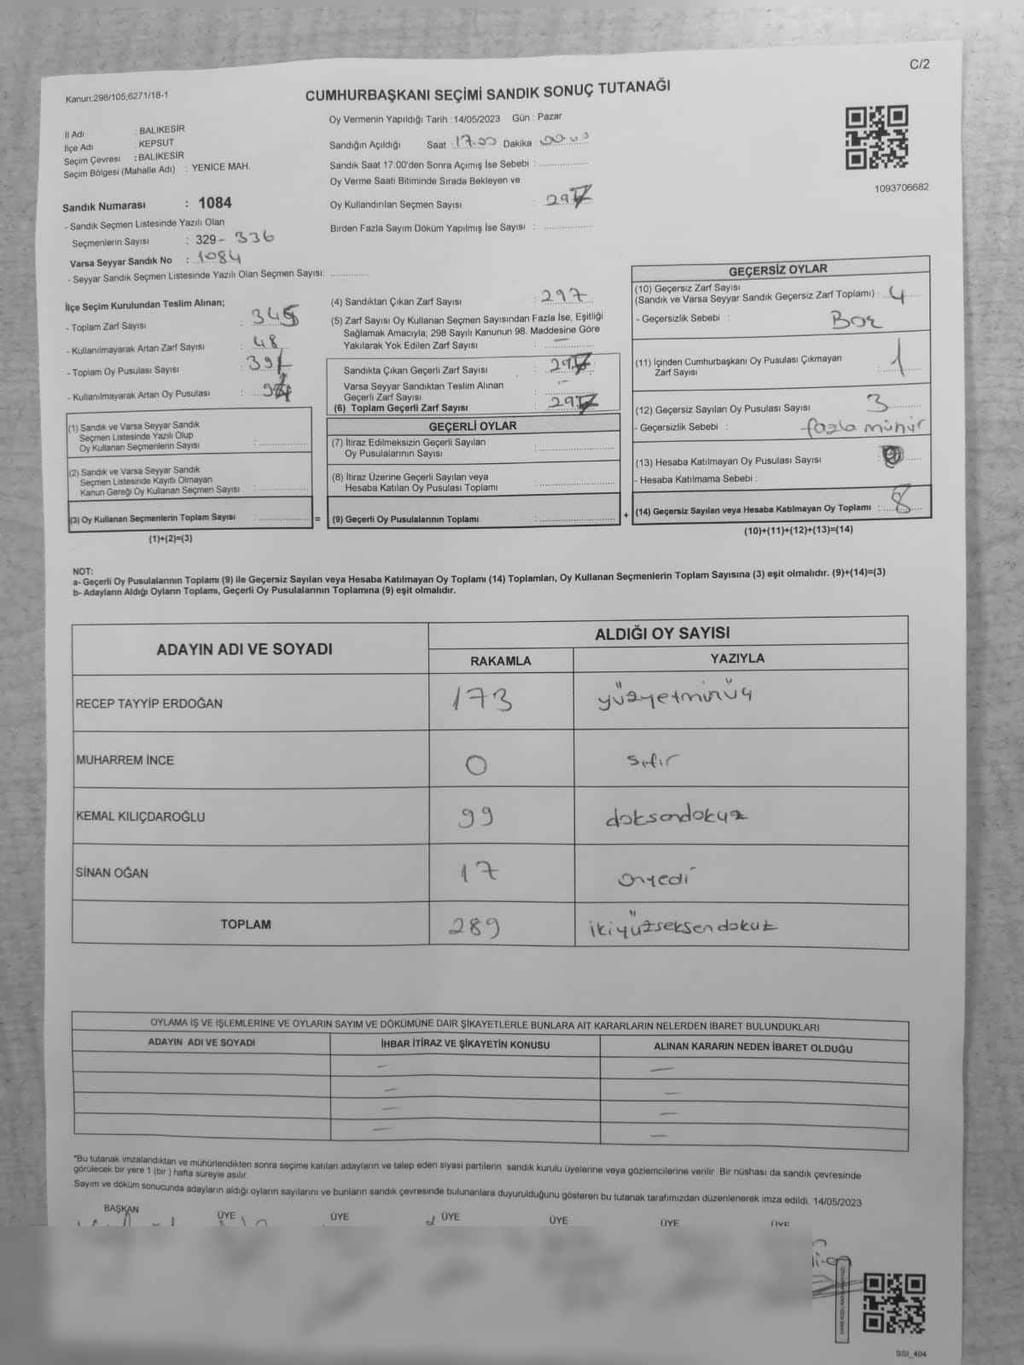 C/2
Kanun:298/105,6271/18-1
CUMHURBAŞKANI SEÇİMİ SANDIK SONUÇ TUTANAĞI
İl Adı : BALIKESİR
İlçe Adı : KEPSUT
Seçim Çevresi : BALIKESİR
Seçim Bölgesi (Mahalle Adı) : YENİCE MAH.
Sandık Numarası : 1084
- Sandık Seçmen Listesinde Yazılı Olan
Seçmenlerin Sayısı : 329 - 336
Varsa Seyyar Sandık No : 1084
- Seyyar Sandık Seçmen Listesinde Yazılı Olan Seçmen Sayısı:
Oy Vermenin Yapıldığı Tarih : 14/05/2023 Gün : Pazar
Sandığın Açıldığı Saat 17.00 Dakika
Sandık Saat 17:00'den Sonra Açımış İse Sebebi :
Oy Verme Saati Bitiminde Sırada Bekleyen ve
Oy Kullandırılan Seçmen Sayısı : 297
Birden Fazla Sayım Döküm Yapılmış İse Sayısı :
1093706682
İlçe Seçim Kurulundan Teslim Alınan;
- Toplam Zarf Sayısı : 345
- Kullanılmayarak Artan Zarf Sayısı : 48
- Toplam Oy Pusulası Sayısı :
- Kullanılmayarak Artan Oy Pusulası :
(1) Sandık ve Varsa Seyyar Sandık
Seçmen Listesinde Yazılı Olup
Oy Kullanan Seçmenlerin Sayısı :
(2) Sandık ve Varsa Seyyar Sandık
Seçmen Listesinde Kayıtlı Olmayan
Kanun Gereği Oy Kullanan Seçmen Sayısı :
(3) Oy Kullanan Seçmenlerin Toplam Sayısı : =
(1)+(2)=(3)
(4) Sandıktan Çıkan Zarf Sayısı : 297
(5) Zarf Sayısı Oy Kullanan Seçmen Sayısından Fazla İse, Eşitliği
Sağlamak Amacıyla; 298 Sayılı Kanunun 98. Maddesine Göre
Yakılarak Yok Edilen Zarf Sayısı : —
Sandıkta Çıkan Geçerli Zarf Sayısı : 297
Varsa Seyyar Sandıktan Teslim Alınan
Geçerli Zarf Sayısı : —
(6) Toplam Geçerli Zarf Sayısı : 297
GEÇERLİ OYLAR
(7) İtiraz Edilmeksizin Geçerli Sayılan
Oy Pusulalarının Sayısı :
(8) İtiraz Üzerine Geçerli Sayılan veya
Hesaba Katılan Oy Pusulası Toplamı :
(9) Geçerli Oy Pusulalarının Toplamı : +
GEÇERSİZ OYLAR
(10) Geçersiz Zarf Sayısı
(Sandık ve Varsa Seyyar Sandık Geçersiz Zarf Toplamı) : 4
- Geçersizlik Sebebi : Boz
(11) İçinden Cumhurbaşkanı Oy Pusulası Çıkmayan
Zarf Sayısı : 1
(12) Geçersiz Sayılan Oy Pusulası Sayısı : 3
- Geçersizlik Sebebi : fazla mühür
(13) Hesaba Katılmayan Oy Pusulası Sayısı :
- Hesaba Katılmama Sebebi :
(14) Geçersiz Sayılan veya Hesaba Katılmayan Oy Toplamı : 8
(10)+(11)+(12)+(13)=(14)
NOT:
a- Geçerli Oy Pusulalarının Toplamı (9) ile Geçersiz Sayılan veya Hesaba Katılmayan Oy Toplamı (14) Toplamları, Oy Kullanan Seçmenlerin Toplam Sayısına (3) eşit olmalıdır. (9)+(14)=(3)
b- Adayların Aldığı Oyların Toplamı, Geçerli Oy Pusulalarının Toplamına (9) eşit olmalıdır.
ADAYIN ADI VE SOYADI ALDIĞI OY SAYISI
RAKAMLA YAZIYLA
RECEP TAYYİP ERDOĞAN 173 yüzyetmişüç
MUHARREM İNCE 0 sıfır
KEMAL KILIÇDAROĞLU 99 doksandokuz
SİNAN OĞAN 17 onyedi
TOPLAM 289 ikiyüzseksendokuz
OYLAMA İŞ VE İŞLEMLERİNE VE OYLARIN SAYIM VE DÖKÜMÜNE DAİR ŞİKAYETLERLE BUNLARA AİT KARARLARIN NELERDEN İBARET BULUNDUKLARI
ADAYIN ADI VE SOYADI İHBAR İTİRAZ VE ŞİKAYETİN KONUSU ALINAN KARARIN NEDEN İBARET OLDUĞU
— —
— —
— —
— —
"Bu tutanak imzalandıktan ve mühürlendikten sonra seçime katılan adayların ve talep eden siyasi partilerin sandık kurulu üyelerine veya gözlemcilerine verilir. Bir nüshası da sandık çevresinde
görülecek bir yere 1 (bir ) hafta süreyle asılır.
Sayım ve döküm sonucunda adayların aldığı oyların sayılarını ve bunların sandık çevresinde bulunanlara duyurulduğunu gösteren bu tutanak tarafımızdan düzenlenerek imza edildi. 14/05/2023
BAŞKAN ÜYE ÜYE ÜYE ÜYE ÜYE ÜYE
SSI_404